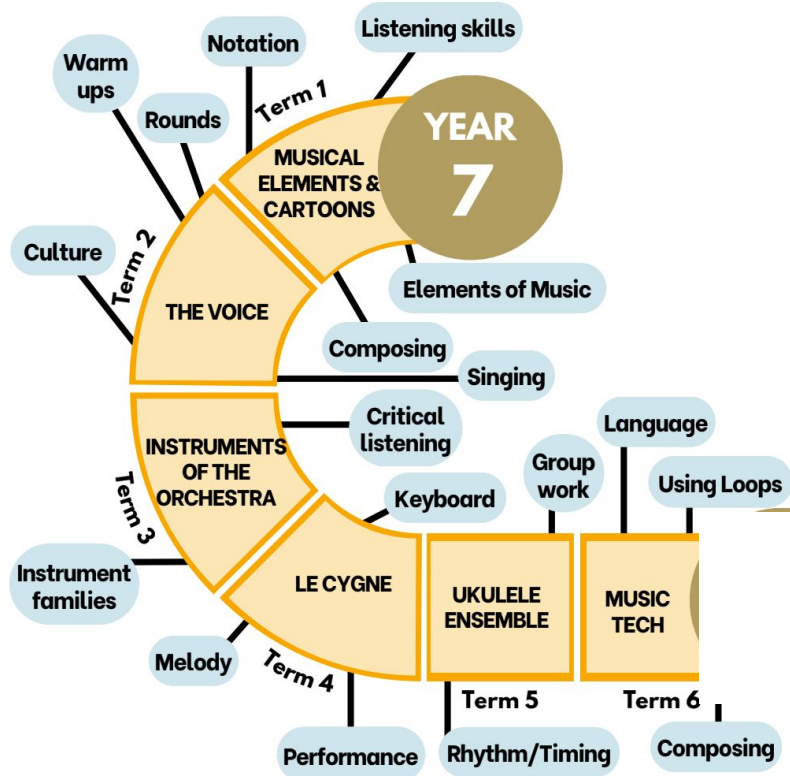 Listening skills
Notation
Warm
ups
Term 1
YEAR
7
Rounds
MUSICAL
ELEMENTS &
CARTOONS
Culture
Term 2
Elements of Music
THE VOICE
Composing
Singing
Critical
listening
Language
INSTRUMENTS
OF THE
ORCHESTRA
Group
work
Using Loops
Keyboard
Term 3
Instrument
families
LE CYGNE
UKULELE
ENSEMBLE
MUSIC
TECH
Melody
Term 4
Term 5
Term 6
Performance
Rhythm/Timing
Composing